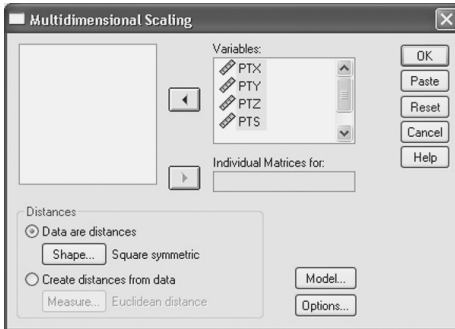 Multidimensional Scaling
Variables:
PTX
PTY
PTZ
PTS
OK
Paste
Reset
Cancel
Help
Individual Matrices for:
Distances
Data are distances
Shape... Square symmetric
Create distances from data
Measure... Euclidean distance
Model...
Options...